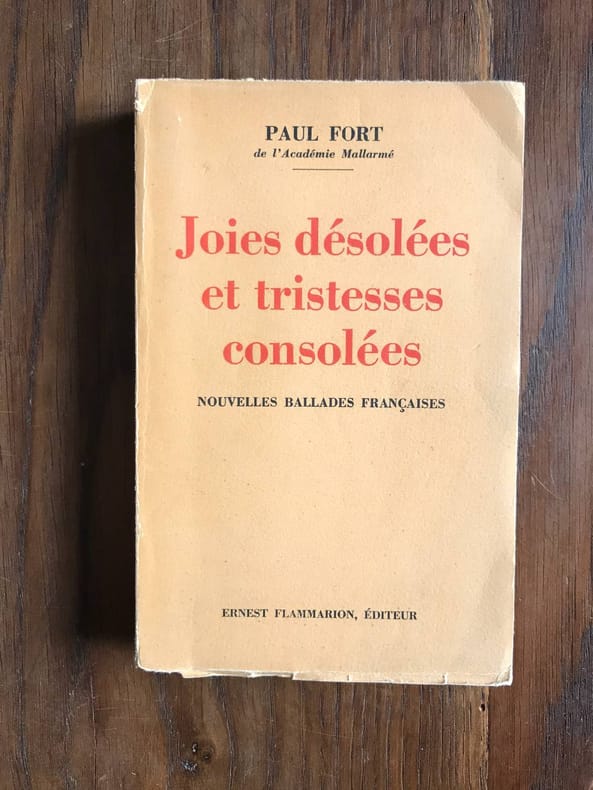 PAUL FORT
de l'Académie Mallarmé
Joies désolées
et tristesses
consolées
NOUVELLES BALLADES FRANÇAISES
ERNEST FLAMMARION, ÉDITEUR